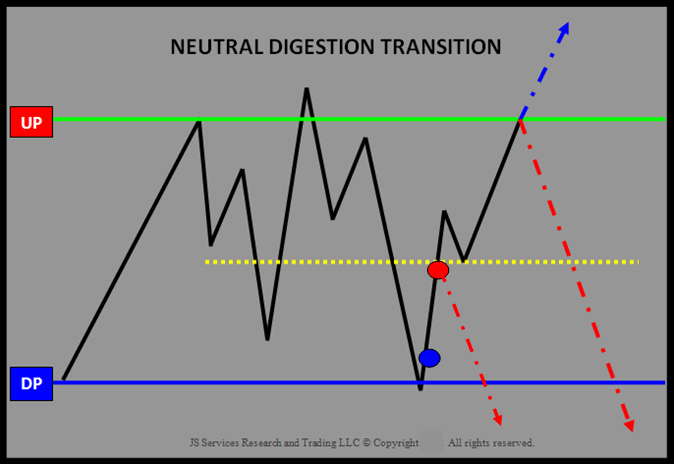 NEUTRAL DIGESTION TRANSITION
UP
DP
JS Services Research and Trading LLC © Copyright . All rights reserved.